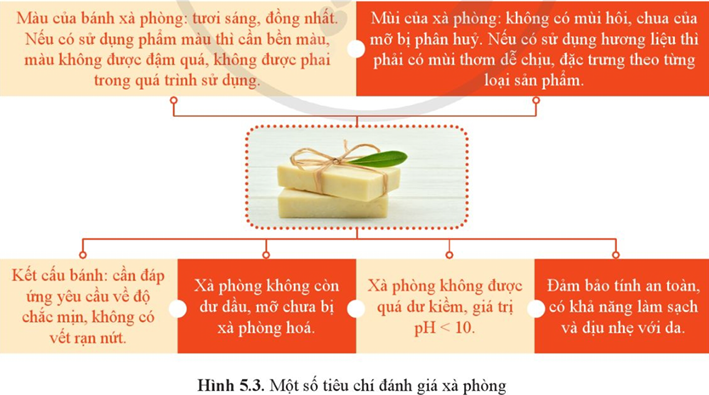 Màu của bánh xà phòng: tươi sáng, đồng nhất.
Nếu có sử dụng phẩm màu thì cần bền màu,
màu không được đậm quá, không được phai
trong quá trình sử dụng.
Mùi của xà phòng: không có mùi hôi, chua của
mỡ bị phân huỷ. Nếu có sử dụng hương liệu thì
phải có mùi thơm dễ chịu, đặc trưng theo từng
loại sản phẩm.
Kết cấu bánh: cần đáp
ứng yêu cầu về độ
chắc mịn, không có
vết rạn nứt.
Xà phòng không còn
dư dầu, mỡ chưa bị
xà phòng hoá.
Xà phòng không được
quá dư kiềm, giá trị
pH < 10.
Đảm bảo tính an toàn,
có khả năng làm sạch
và dịu nhẹ với da.
Hình 5.3. Một số tiêu chí đánh giá xà phòng